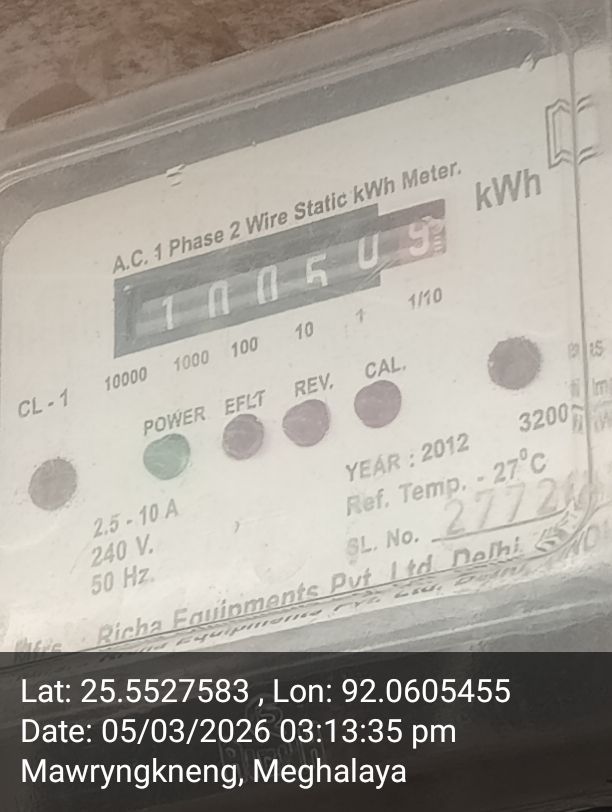 A.C. 1 Phase 2 Wire Static kWh Meter.
kWh
1 0 0 5 0 9
10000 1000 100 10 1 1/10
CL - 1
POWER EFLT REV. CAL.
3200
2.5 - 10 A
240 V.
50 Hz.
YEAR : 2012
Ref. Temp. - 27°C
SL. No. 2772
Mfrs. Richa Equipments Pvt. Ltd. Delhi
Lat: 25.5527583 , Lon: 92.0605455
Date: 05/03/2026 03:13:35 pm
Mawryngkneng, Meghalaya